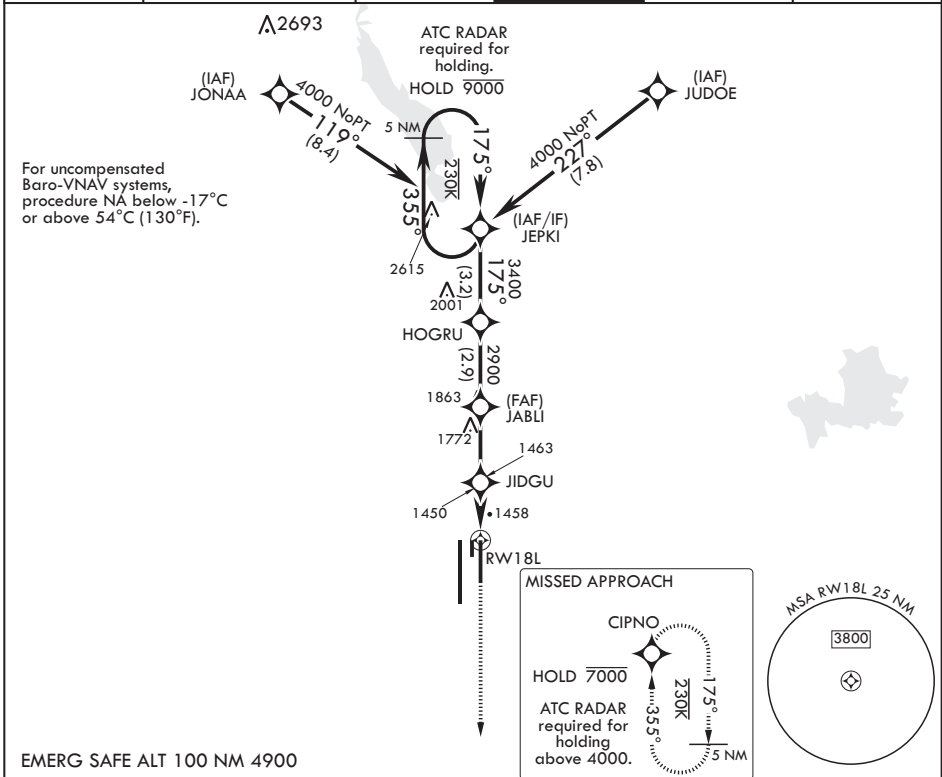 2693
ATC RADAR
required for
holding.
HOLD 9000
(IAF)
JONAA
4000 NoPT
119°
(8.4)
5 NM
175°
230K
355°
(IAF)
JUDOE
4000 NoPT
227°
(7.8)
For uncompensated
Baro-VNAV systems,
procedure NA below -17°C
or above 54°C (130°F).
(IAF/IF)
JEPKI
2615
3400
175°
(3.2)
2001
HOGRU
2900
(2.9)
1863
(FAF)
JABLI
1772
1463
JIDGU
1450
1458
RW18L
MISSED APPROACH
CIPNO
HOLD 7000
230K
175°
355°
ATC RADAR
required for
holding
above 4000.
5 NM
MSA RW18L 25 NM
3800
EMERG SAFE ALT 100 NM 4900